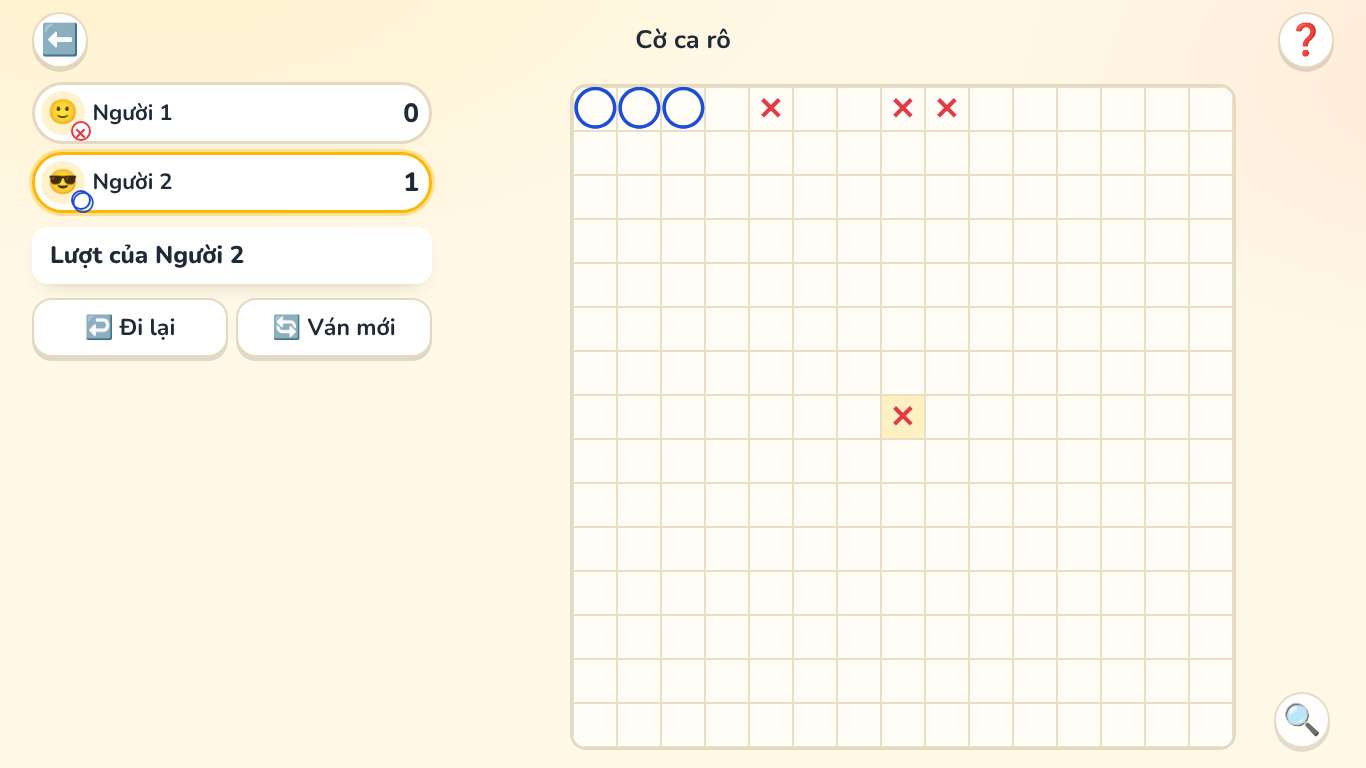 Cờ ca rô
Người 1
0
Người 2
1
Lượt của Người 2
Đi lại
Ván mới